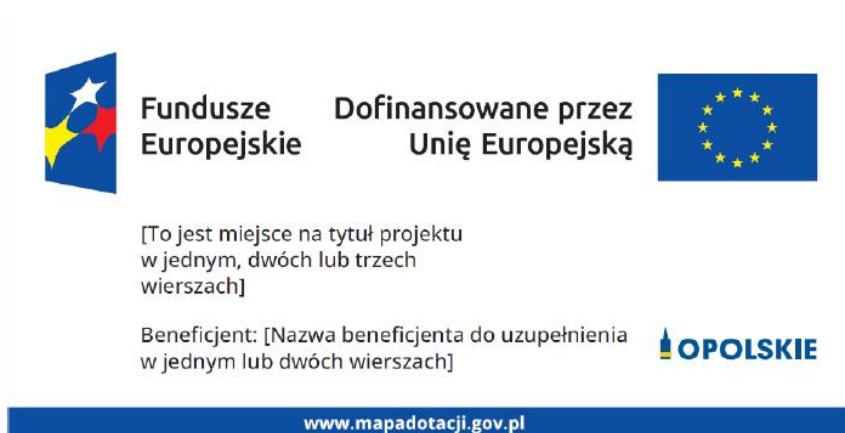 Fundusze
Europejskie
Dofinansowane przez
Unię Europejską
[To jest miejsce na tytuł projektu
w jednym, dwóch lub trzech
wierszach]
Beneficjent: [Nazwa beneficjenta do uzupełnienia
w jednym lub dwóch wierszach]
OPOLSKIE
www.mapadotacji.gov.pl